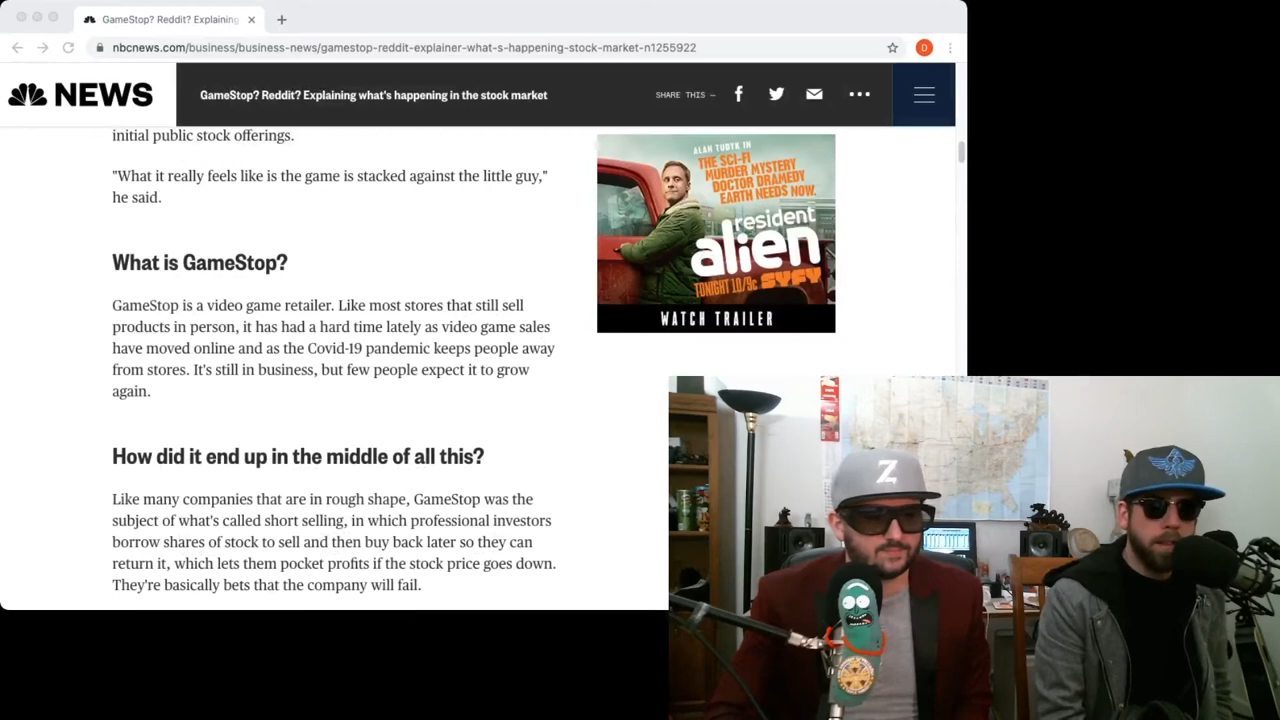 GameStop? Reddit? Explaining
nbcnews.com/business/business-news/gamestop-reddit-explainer-what-s-happening-stock-market-n1255922
D
NEWS
GameStop? Reddit? Explaining what's happening in the stock market
SHARE THIS —
initial public stock offerings.
"What it really feels like is the game is stacked against the little guy,"
he said.
What is GameStop?
GameStop is a video game retailer. Like most stores that still sell
products in person, it has had a hard time lately as video game sales
have moved online and as the Covid-19 pandemic keeps people away
from stores. It's still in business, but few people expect it to grow
again.
How did it end up in the middle of all this?
Like many companies that are in rough shape, GameStop was the
subject of what's called short selling, in which professional investors
borrow shares of stock to sell and then buy back later so they can
return it, which lets them pocket profits if the stock price goes down.
They're basically bets that the company will fail.
ALAN TUDYK IN
THE SCI-FI
MURDER MYSTERY
DOCTOR DRAMEDY
EARTH NEEDS NOW.
resident
alien
TONIGHT 10/9c SYFY
WATCH TRAILER
Z